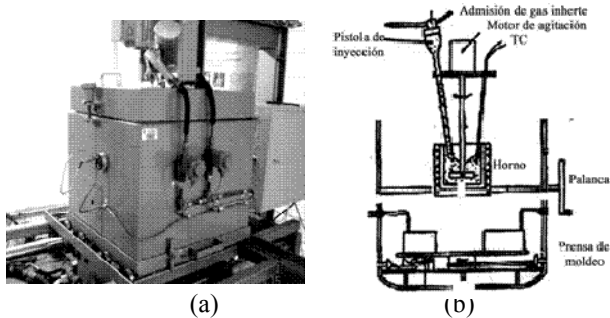 Admisión de gas inherte
Motor de agitación
Pistola de
inyección
TC
Horno
Palanca
Prensa de
moldeo
(a)
(b)